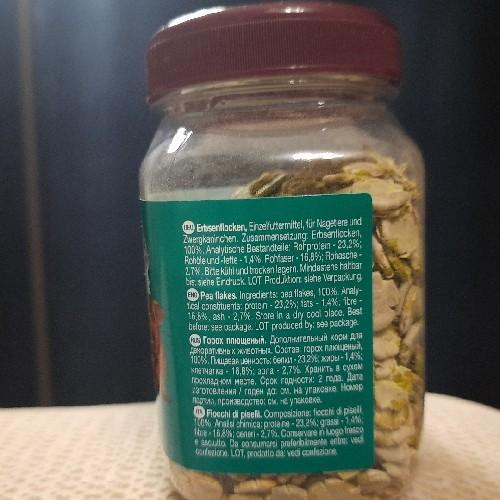 DEU Erbsenflocken, Einzelfuttermittel, für Nagetiere und
Zwergkaninchen. Zusammensetzung: Erbsenflocken,
100%. Analytische Bestandteile: Rohprotein - 23,2%;
Rohöle und -fette - 1,4% Rohfaser - 16,8%; Rohasche -
2,7%. Bitte kühl und trocken lagern. Mindestens haltbar
bis: siehe Eindruck. LOT Produktion: siehe Verpackung.
ENG Pea flakes. Ingredients: pea flakes, 100%. Analy-
tical constituents: protein - 23,2%; fats - 1,4%; fibre -
16,8%, ash - 2,7%. Store in a dry cool place. Best
before: see package. LOT produced by: see package.
RUS Горох плющеный. Дополнительный корм для
декоративных животных. Состав: горох плющеный,
100%. Пищевая ценность: белки - 23,2%; жиры - 1,4%;
клетчатка - 16,8%; зола - 2,7%. Хранить в сухом
прохладном месте. Срок годности: 2 года. Дата
изготовления / годен до: см. на упаковке. Номер
партии, производство: см. на упаковке.
ITA Fiocchi di piselli. Composizione: fiocchi di piselli,
100%. Analisi chimica: proteine - 23,2%; grassi - 1,4%;
fibre - 16,8%; ceneri - 2,7%. Conservare in luogo fresco
e asciutto. Da consumarsi preferibilmente entro: vedi
confezione. LOT, prodotto da: vedi confezione.